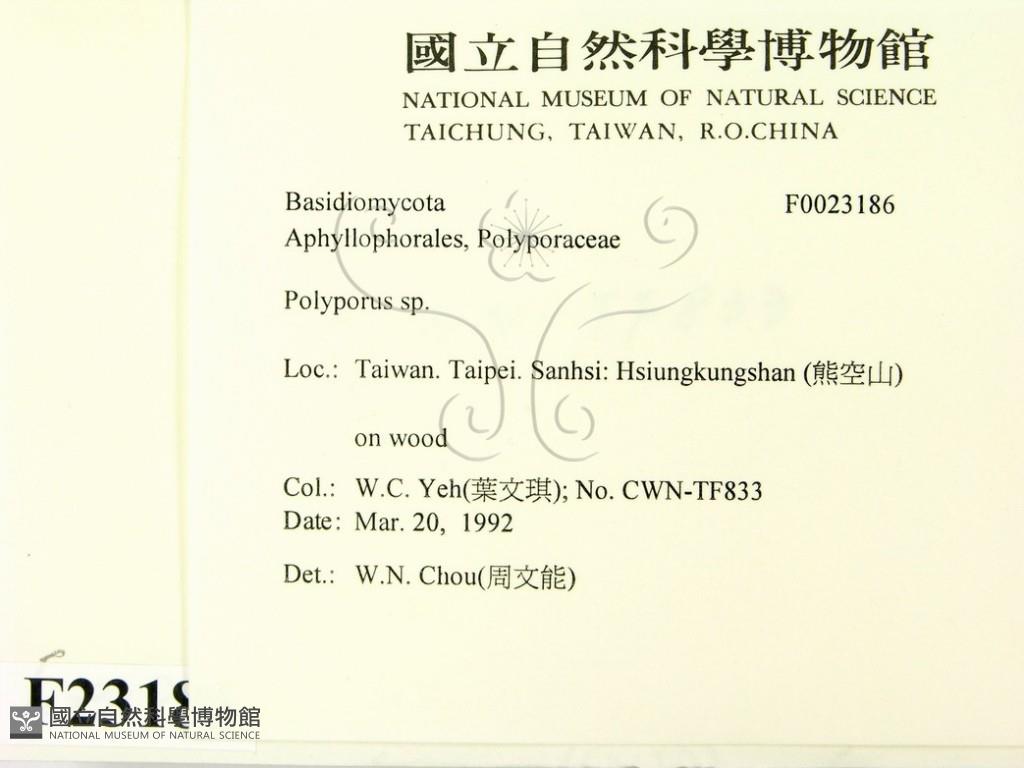 國立自然科學博物館
NATIONAL MUSEUM OF NATURAL SCIENCE
TAICHUNG, TAIWAN, R.O.CHINA
Basidiomycota F0023186
Aphyllophorales, Polyporaceae
Polyporus sp.
Loc.: Taiwan. Taipei. Sanhsi: Hsiungkungshan (熊空山)
on wood
Col.: W.C. Yeh(葉文琪); No. CWN-TF833
Date: Mar. 20, 1992
Det.: W.N. Chou(周文能)
F2318
國立自然科學博物館
NATIONAL MUSEUM OF NATURAL SCIENCE